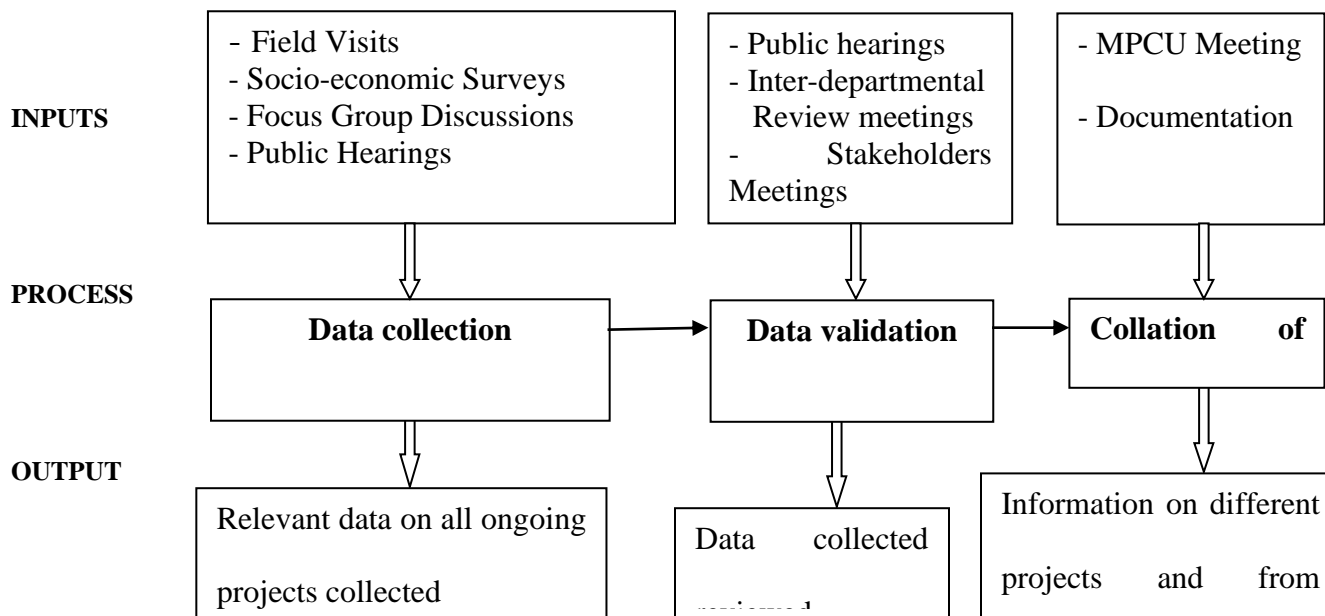 - Field Visits
- Socio-economic Surveys
- Focus Group Discussions
- Public Hearings
- Public hearings
- Inter-departmental
Review meetings
- Stakeholders
Meetings
- MPCU Meeting
- Documentation
INPUTS
PROCESS
Data collection
Data validation
Collation of
OUTPUT
Relevant data on all ongoing
projects collected
Data collected
Information on different
projects and from